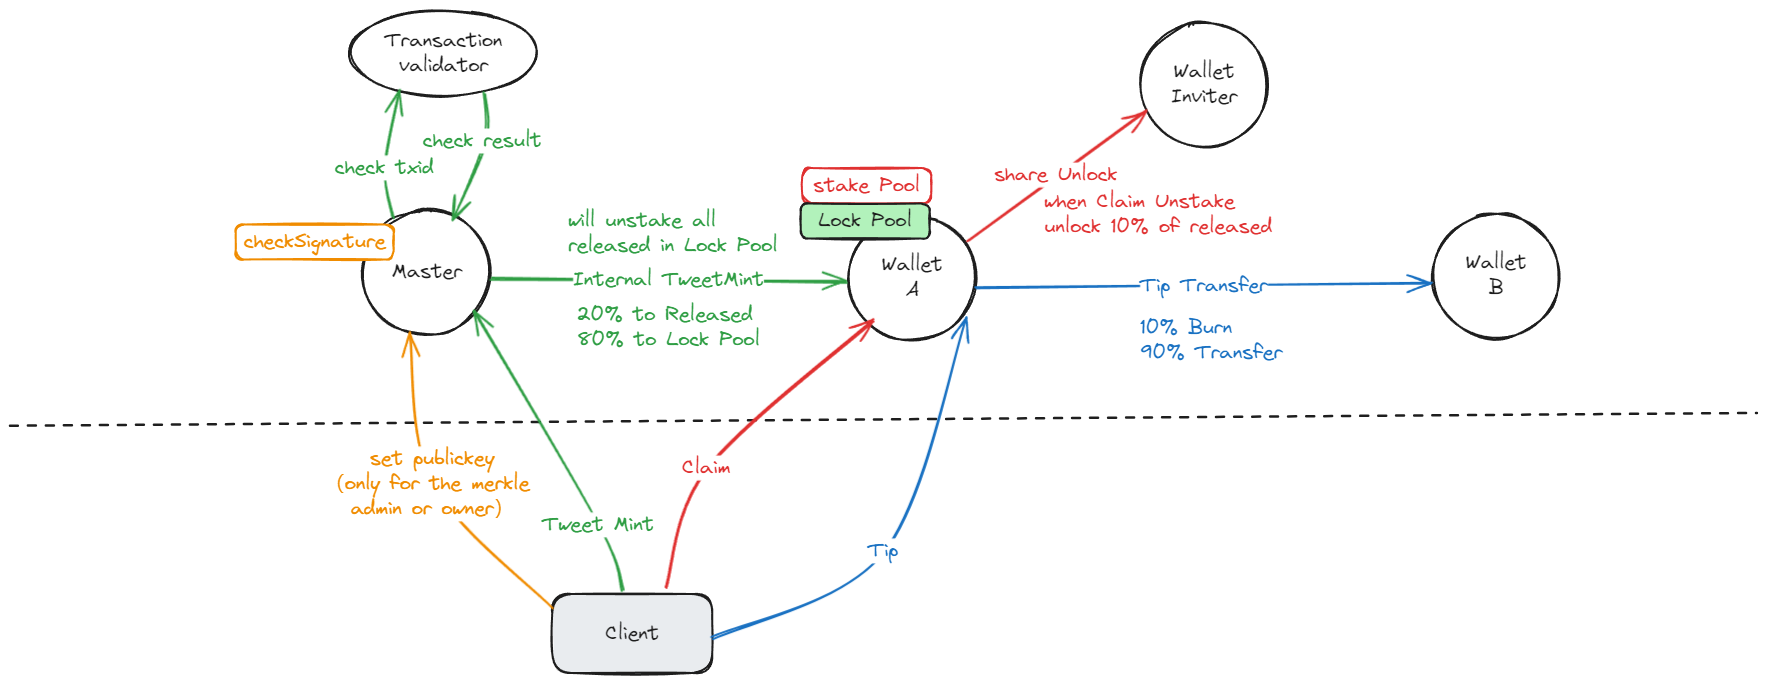 Transaction
validator
Wallet
Inviter
check result
check txid
stake Pool
Lock Pool
share Unlock
when Claim Unstake
unlock 10% of released
checkSignature
Master
will unstake all
released in Lock Pool
Internal TweetMint
20% to Released
80% to Lock Pool
Wallet
A
Tip Transfer
10% Burn
90% Transfer
Wallet
B
set publickey
(only for the merkle
admin or owner)
Tweet Mint
Claim
Tip
Client